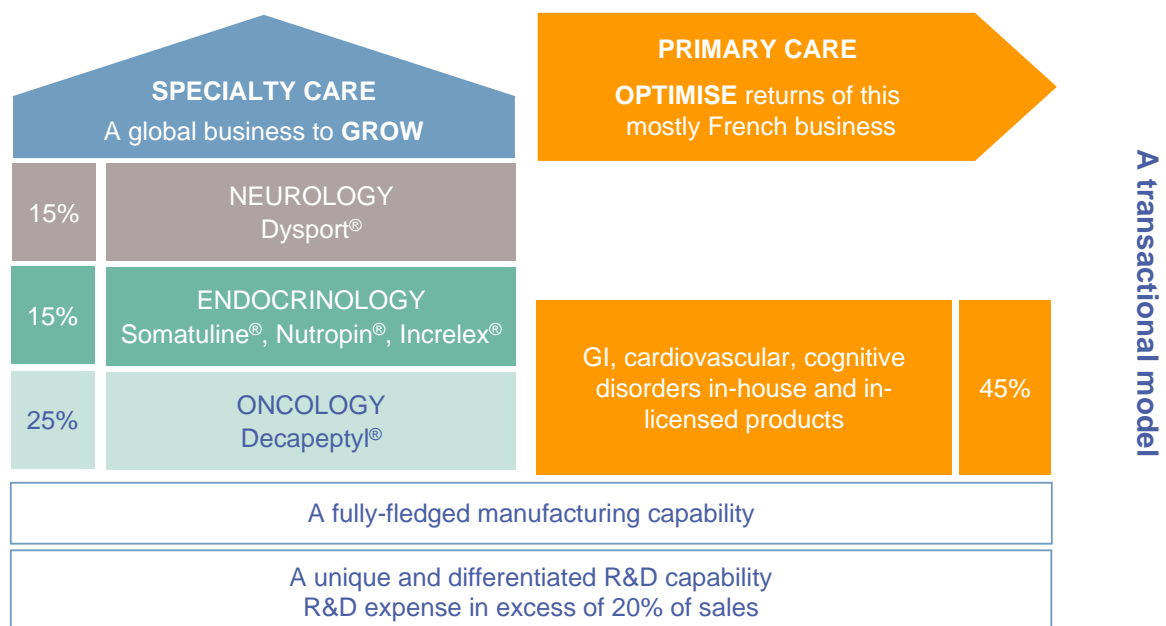 SPECIALTY CARE
A global business to GROW
15%
NEUROLOGY
Dysport®
15%
ENDOCRINOLOGY
Somatuline®, Nutropin®, Increlex®
25%
ONCOLOGY
Decapeptyl®
PRIMARY CARE
OPTIMISE returns of this
mostly French business
GI, cardiovascular, cognitive
disorders in-house and in-
licensed products
45%
A transactional model
A fully-fledged manufacturing capability
A unique and differentiated R&D capability
R&D expense in excess of 20% of sales